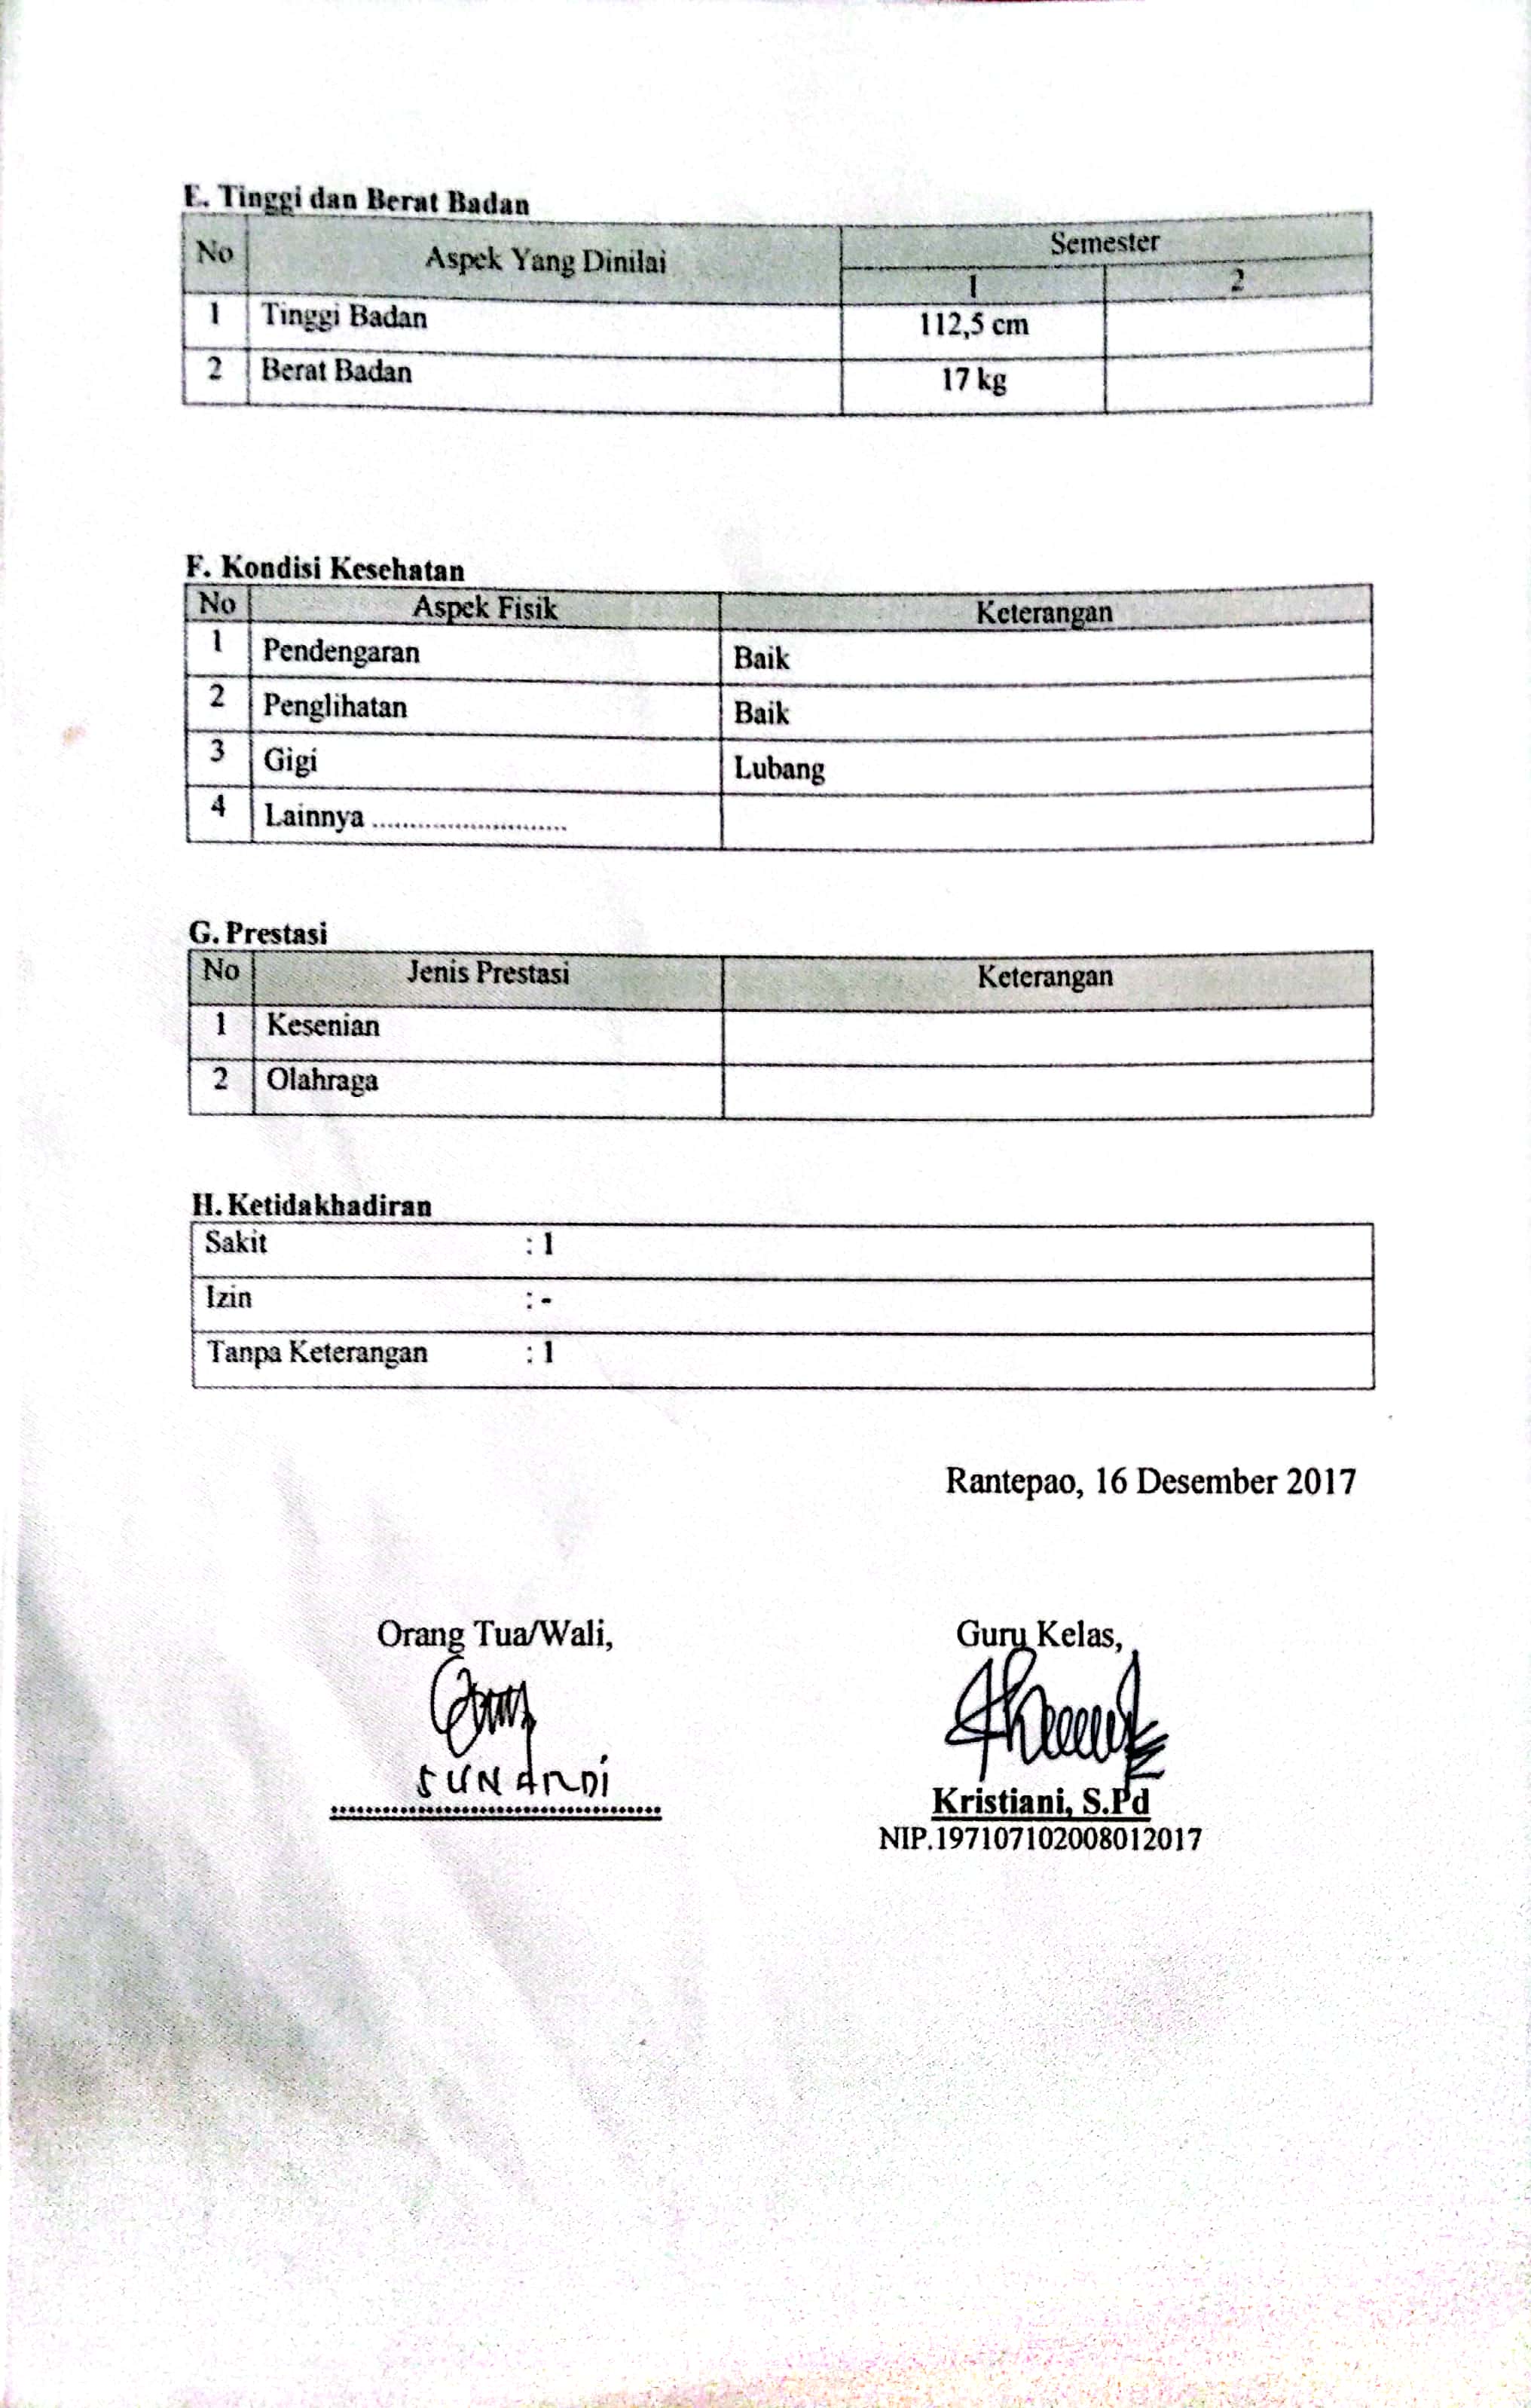 E. Tinggi dan Berat Badan
No Aspek Yang Dinilai Semester
1 2
1 Tinggi Badan 112,5 cm
2 Berat Badan 17 kg
F. Kondisi Kesehatan
No Aspek Fisik Keterangan
1 Pendengaran Baik
2 Penglihatan Baik
3 Gigi Lubang
4 Lainnya ..........................
G. Prestasi
No Jenis Prestasi Keterangan
1 Kesenian
2 Olahraga
H. Ketidakhadiran
Sakit : 1
Izin : -
Tanpa Keterangan : 1
Rantepao, 16 Desember 2017
Orang Tua/Wali, Guru Kelas,
SUNARDi
Kristiani, S.Pd
NIP.197107102008012017